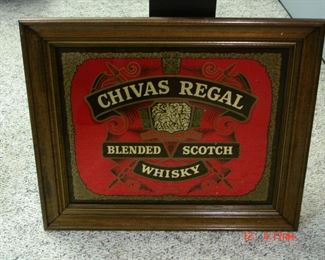 CHIVAS REGAL
BLENDED SCOTCH
WHISKY